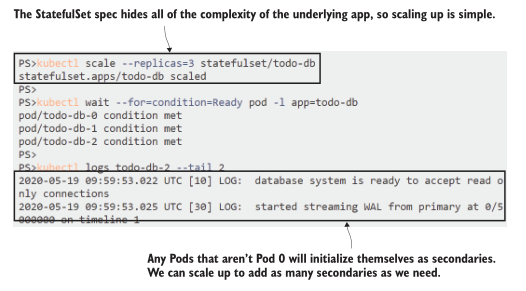 The StatefulSet spec hides all of the complexity of the underlying app, so scaling up is simple.
PS>kubectl scale --replicas=3 statefulset/todo-db
statefulset.apps/todo-db scaled
PS>
PS>kubectl wait --for=condition=Ready pod -l app=todo-db
pod/todo-db-0 condition met
pod/todo-db-1 condition met
pod/todo-db-2 condition met
PS>
PS>kubectl logs todo-db-2 --tail 2
2020-05-19 09:59:53.022 UTC [10] LOG:  database system is ready to accept read o
nly connections
2020-05-19 09:59:53.025 UTC [30] LOG:  started streaming WAL from primary at 0/5
000000 on timeline 1
Any Pods that aren't Pod 0 will initialize themselves as secondaries.
We can scale up to add as many secondaries as we need.